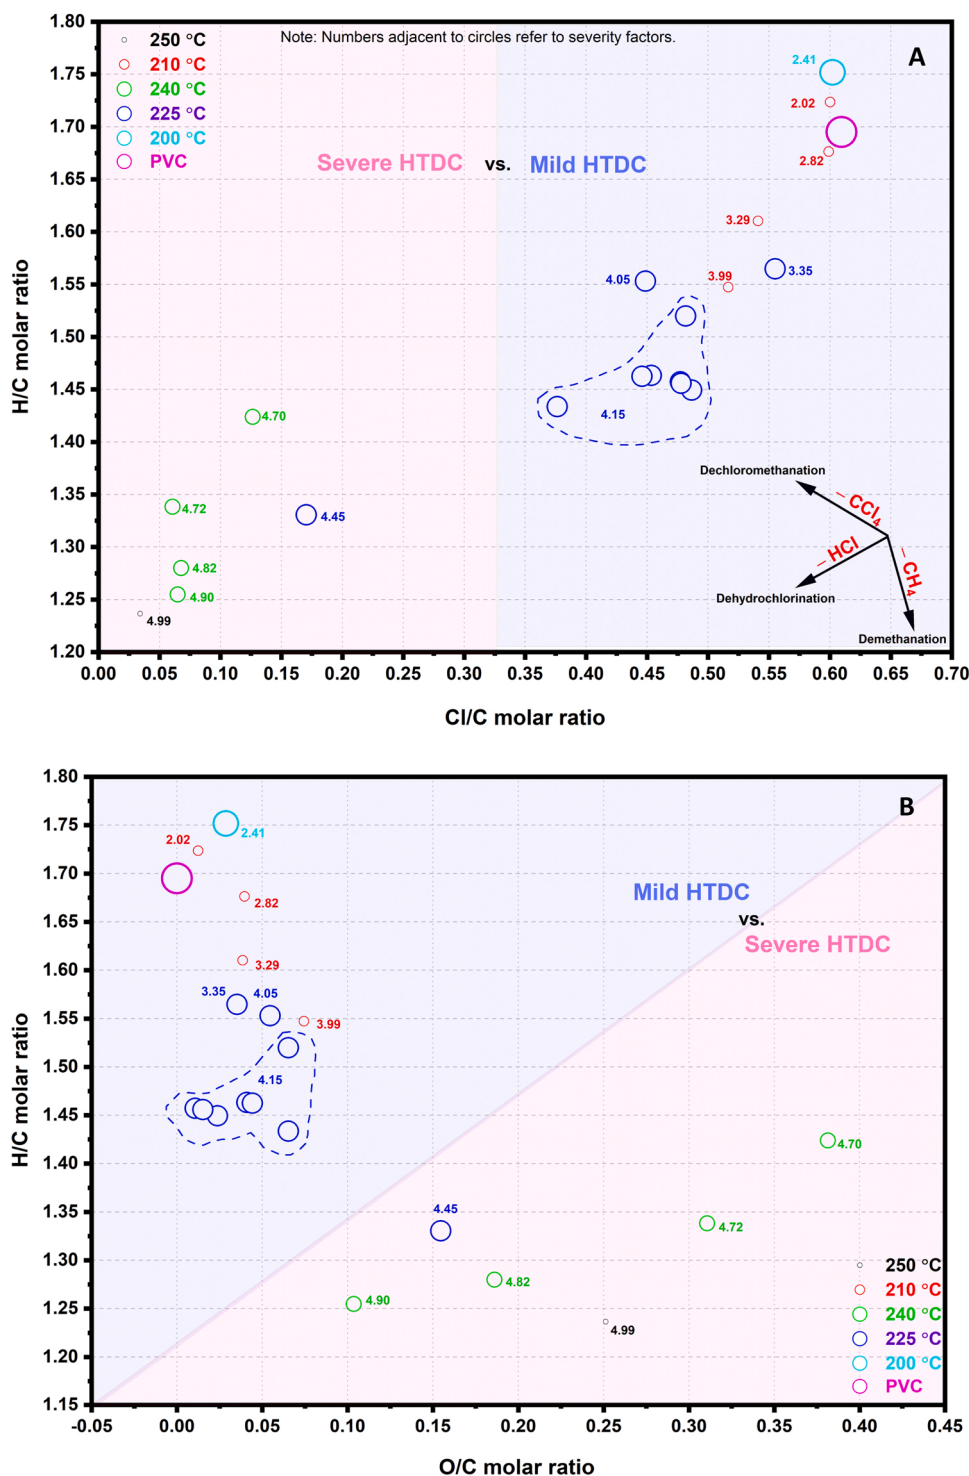 Note: Numbers adjacent to circles refer to severity factors.
A
250 °C
210 °C
240 °C
225 °C
200 °C
PVC
Severe HTDC vs. Mild HTDC
2.41
2.02
2.82
3.29
3.99
3.35
4.05
4.15
4.70
4.72
4.45
4.82
4.90
4.99
Dechloromethanation
– CCl₄
– HCl
– CH₄
Dehydrochlorination
Demethanation
H/C molar ratio
1.80
1.75
1.70
1.65
1.60
1.55
1.50
1.45
1.40
1.35
1.30
1.25
1.20
0.00 0.05 0.10 0.15 0.20 0.25 0.30 0.35 0.40 0.45 0.50 0.55 0.60 0.65 0.70
Cl/C molar ratio
B
2.02
2.41
2.82
3.29
3.35
4.05
3.99
4.15
Mild HTDC
vs.
Severe HTDC
4.70
4.45
4.72
4.82
4.90
4.99
250 °C
210 °C
240 °C
225 °C
200 °C
PVC
H/C molar ratio
1.80
1.75
1.70
1.65
1.60
1.55
1.50
1.45
1.40
1.35
1.30
1.25
1.20
1.15
-0.05 0.00 0.05 0.10 0.15 0.20 0.25 0.30 0.35 0.40 0.45
O/C molar ratio